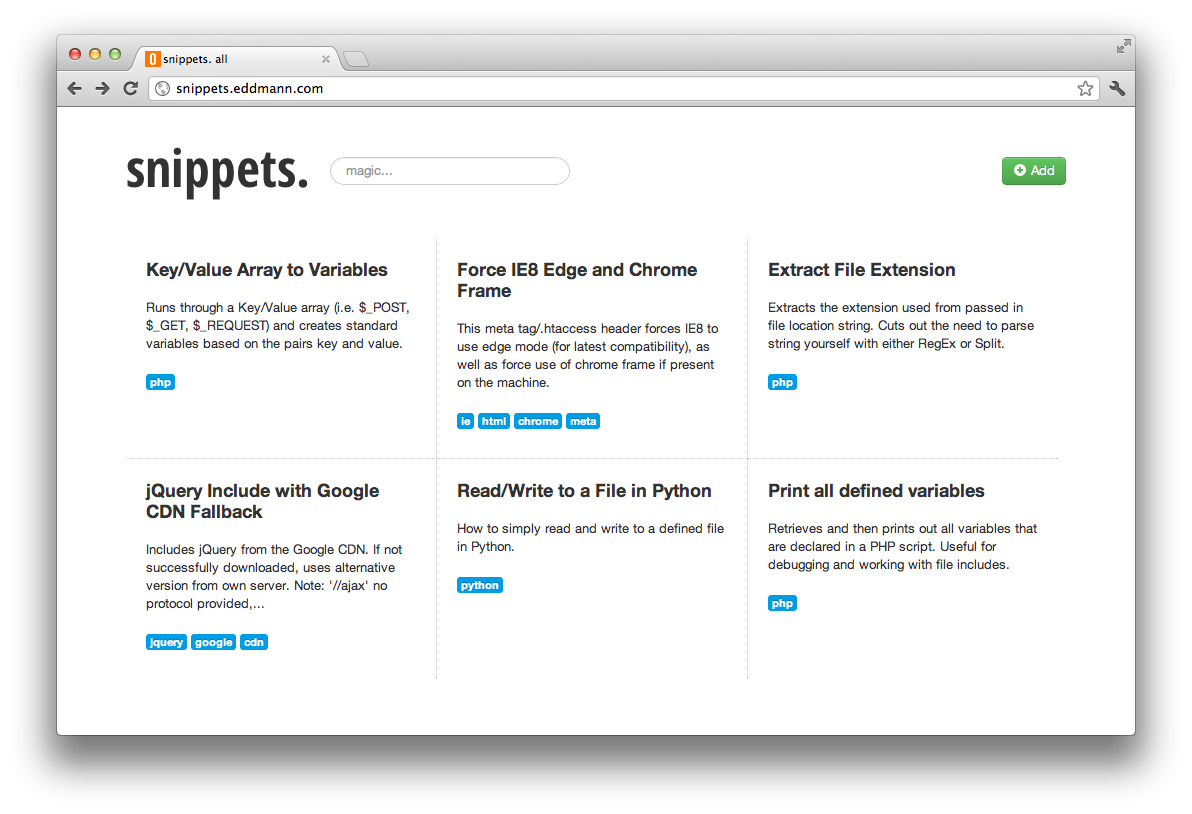 snippets. all
snippets.eddmann.com
snippets.
magic...
Add
Key/Value Array to Variables
Runs through a Key/Value array (i.e. $_POST,
$_GET, $_REQUEST) and creates standard
variables based on the pairs key and value.
php
Force IE8 Edge and Chrome
Frame
This meta tag/.htaccess header forces IE8 to
use edge mode (for latest compatibility), as
well as force use of chrome frame if present
on the machine.
ie html chrome meta
Extract File Extension
Extracts the extension used from passed in
file location string. Cuts out the need to parse
string yourself with either RegEx or Split.
php
jQuery Include with Google
CDN Fallback
Includes jQuery from the Google CDN. If not
successfully downloaded, uses alternative
version from own server. Note: '//ajax' no
protocol provided,...
jquery google cdn
Read/Write to a File in Python
How to simply read and write to a defined file
in Python.
python
Print all defined variables
Retrieves and then prints out all variables that
are declared in a PHP script. Useful for
debugging and working with file includes.
php